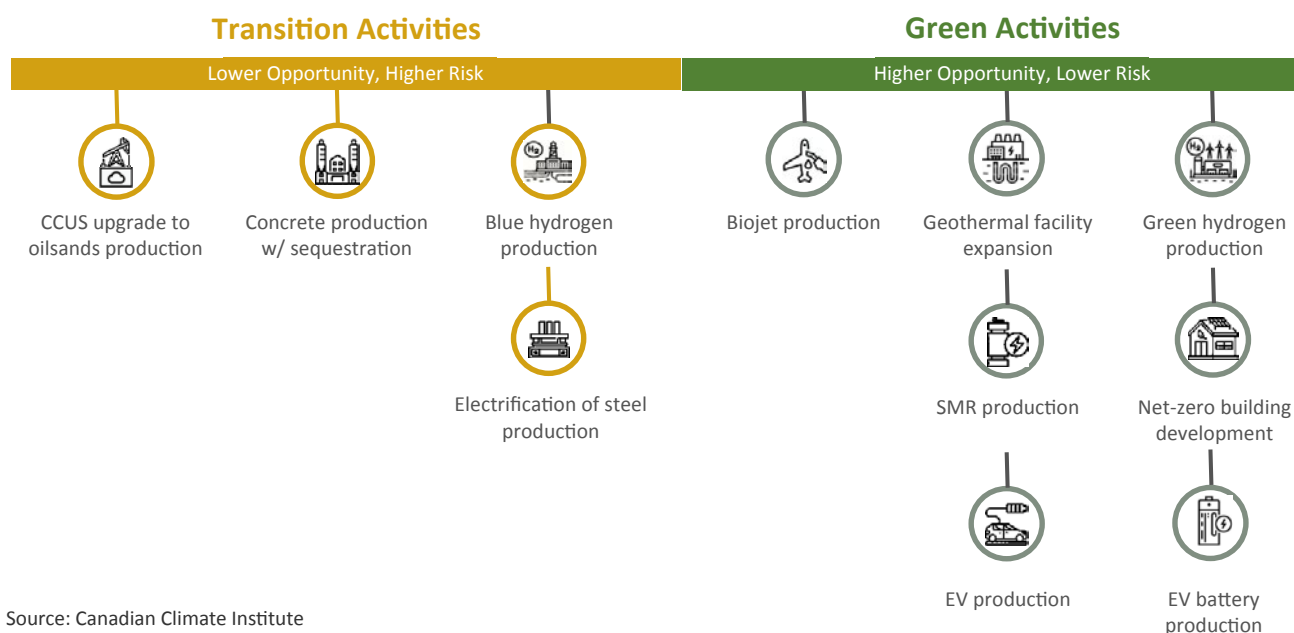 Transition Activities
Green Activities
Lower Opportunity, Higher Risk
Higher Opportunity, Lower Risk
CCUS upgrade to
oilsands production
Concrete production
w/ sequestration
H₂
Blue hydrogen
production
Biojet production
Geothermal facility
expansion
H₂
Green hydrogen
production
Electrification of steel
production
SMR production
Net-zero building
development
EV production
EV battery
production
Source: Canadian Climate Institute